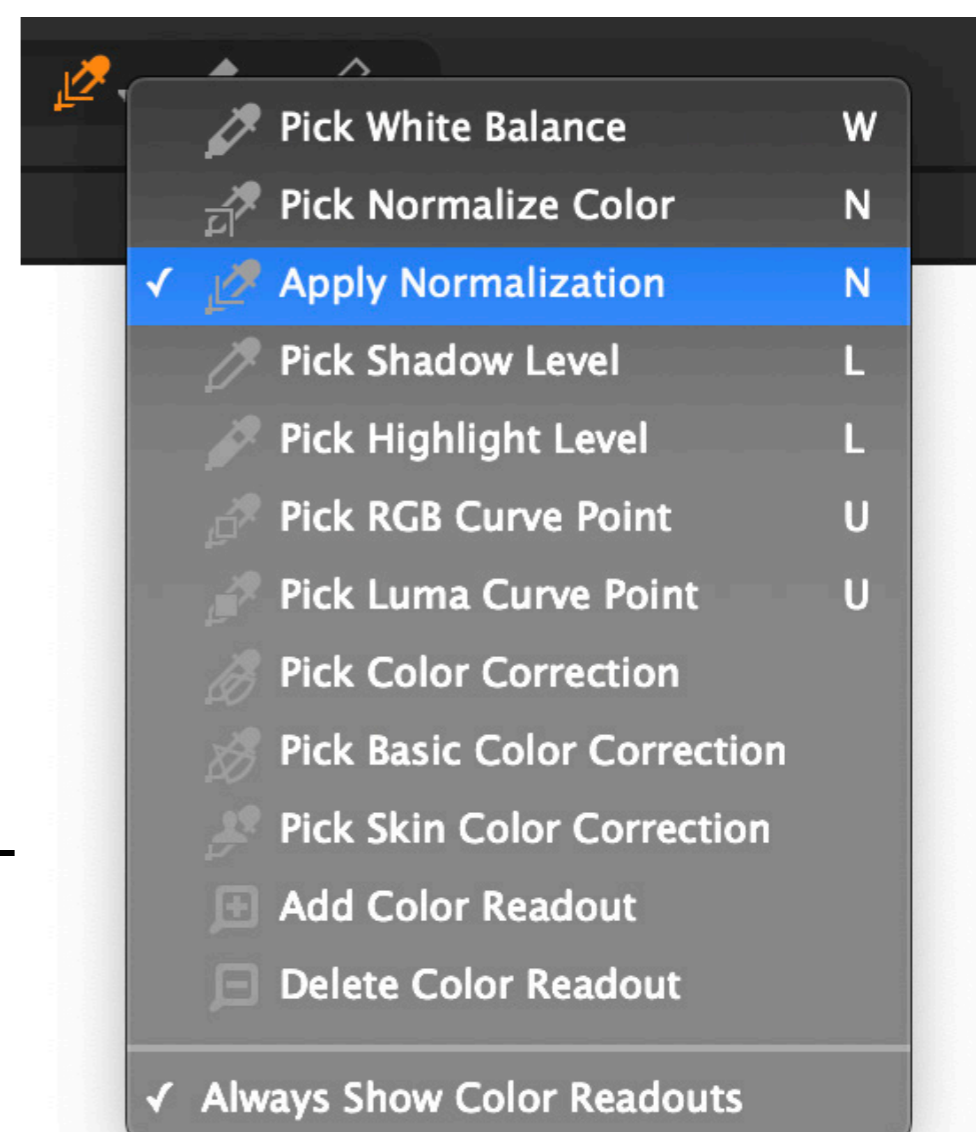 Pick White Balance W
Pick Normalize Color N
✓ Apply Normalization N
Pick Shadow Level L
Pick Highlight Level L
Pick RGB Curve Point U
Pick Luma Curve Point U
Pick Color Correction
Pick Basic Color Correction
Pick Skin Color Correction
Add Color Readout
Delete Color Readout
✓ Always Show Color Readouts